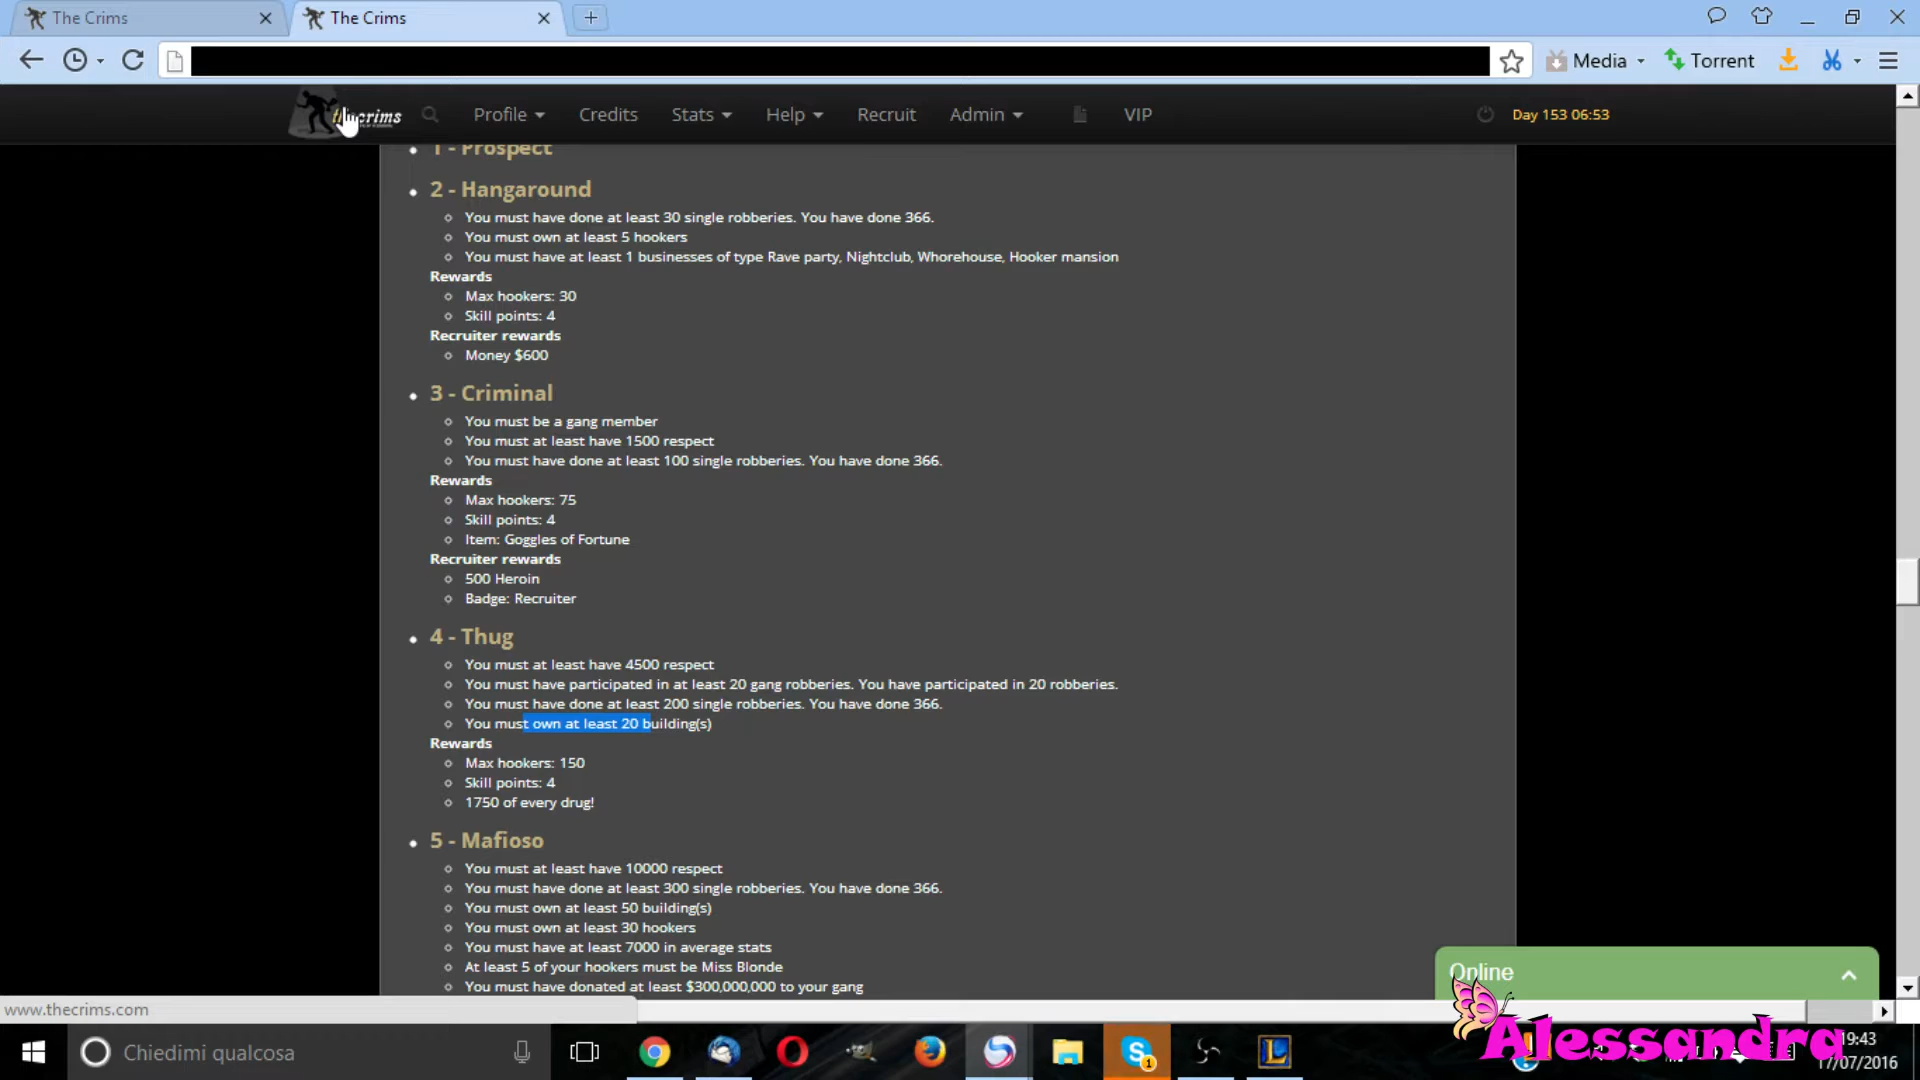 The Crims
The Crims
Media
Torrent
thecrims
Profile
Credits
Stats
Help
Recruit
Admin
VIP
Day 153 06:53
1 - Prospect
2 - Hangaround
You must have done at least 30 single robberies. You have done 366.
You must own at least 5 hookers
You must have at least 1 businesses of type Rave party, Nightclub, Whorehouse, Hooker mansion
Rewards
Max hookers: 30
Skill points: 4
Recruiter rewards
Money $600
3 - Criminal
You must be a gang member
You must at least have 1500 respect
You must have done at least 100 single robberies. You have done 366.
Rewards
Max hookers: 75
Skill points: 4
Item: Goggles of Fortune
Recruiter rewards
500 Heroin
Badge: Recruiter
4 - Thug
You must at least have 4500 respect
You must have participated in at least 20 gang robberies. You have participated in 20 robberies.
You must have done at least 200 single robberies. You have done 366.
You must own at least 20 building(s)
Rewards
Max hookers: 150
Skill points: 4
1750 of every drug!
5 - Mafioso
You must at least have 10000 respect
You must have done at least 300 single robberies. You have done 366.
You must own at least 50 building(s)
You must own at least 30 hookers
You must have at least 7000 in average stats
At least 5 of your hookers must be Miss Blonde
You must have donated at least $300,000,000 to your gang
Online
www.thecrims.com
Chiedimi qualcosa
Alessandra
19:43
17/07/2016